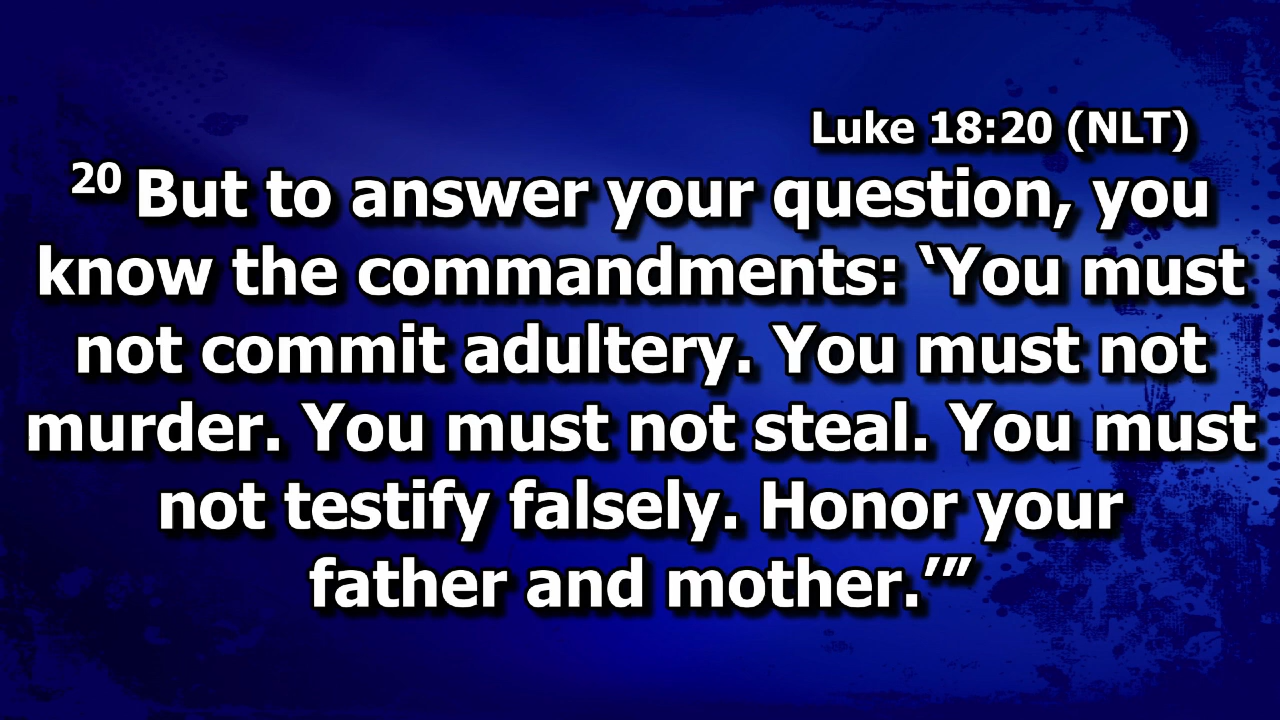 Luke 18:20 (NLT)
20 But to answer your question, you
know the commandments: ‘You must
not commit adultery. You must not
murder. You must not steal. You must
not testify falsely. Honor your
father and mother.’”